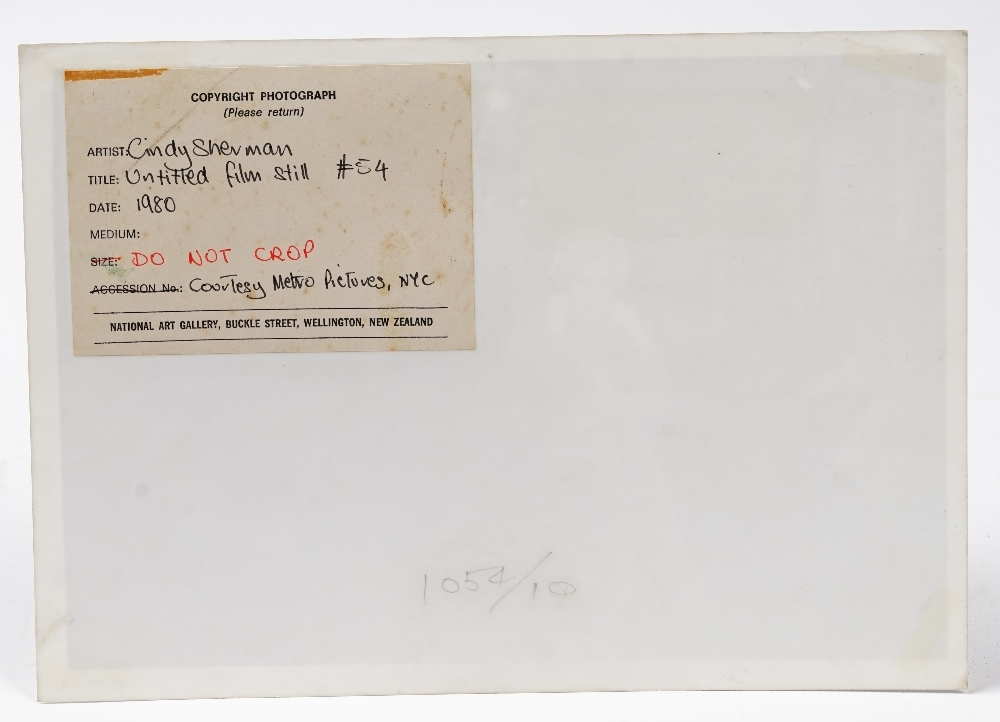 COPYRIGHT PHOTOGRAPH
(Please return)
ARTIST: Cindy Sherman
TITLE: Untitled film still #54
DATE: 1980
MEDIUM:
SIZE: DO NOT CROP
ACCESSION No.: Courtesy Metro Pictures, NYC
NATIONAL ART GALLERY, BUCKLE STREET, WELLINGTON, NEW ZEALAND
1054/10